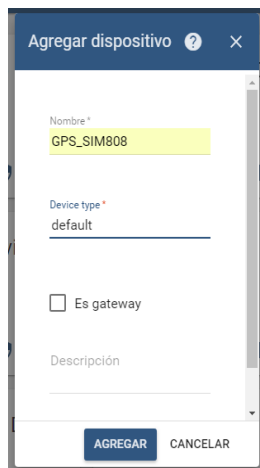 Agregar dispositivo ?
Nombre *
GPS_SIM808
Device type *
default
Es gateway
Descripción
AGREGAR CANCELAR